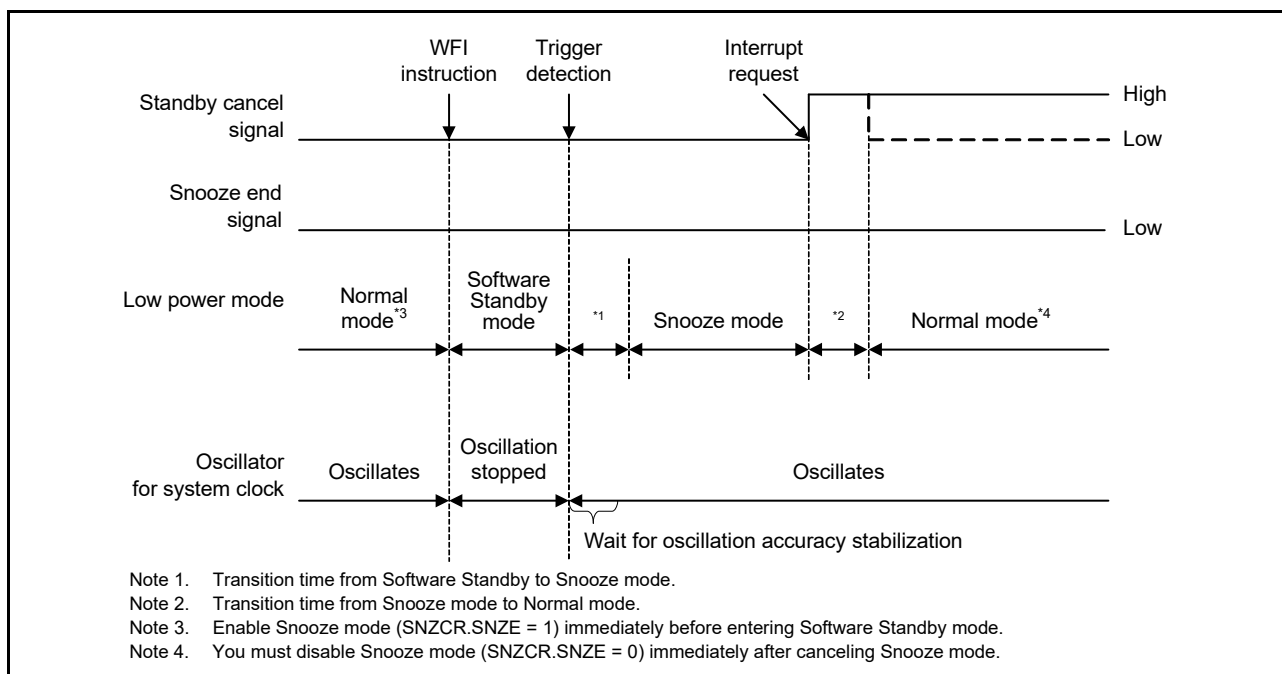 WFI
instruction
Trigger
detection
Interrupt
request
Standby cancel
signal
High
Low
Snooze end
signal
Low
Low power mode
Normal
mode*3
Software
Standby
mode
*1
Snooze mode
*2
Normal mode*4
Oscillator
for system clock
Oscillates
Oscillation
stopped
Oscillates
Wait for oscillation accuracy stabilization
Note 1. Transition time from Software Standby to Snooze mode.
Note 2. Transition time from Snooze mode to Normal mode.
Note 3. Enable Snooze mode (SNZCR.SNZE = 1) immediately before entering Software Standby mode.
Note 4. You must disable Snooze mode (SNZCR.SNZE = 0) immediately after canceling Snooze mode.